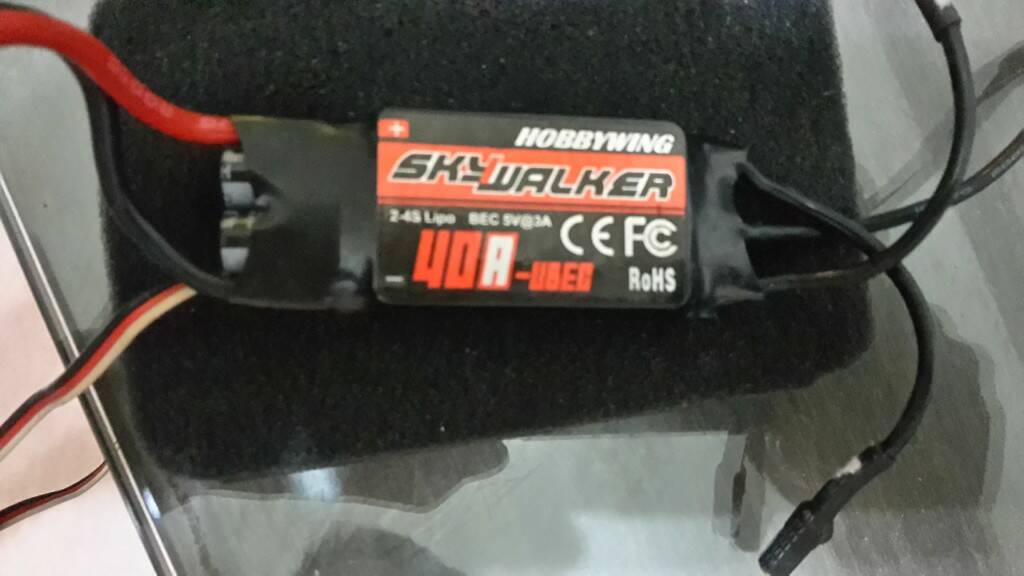 +
HOBBYWING
SKYWALKER
2-4S Lipo BEC 5V@3A
40A-UBEC
CE FC
RoHS
-